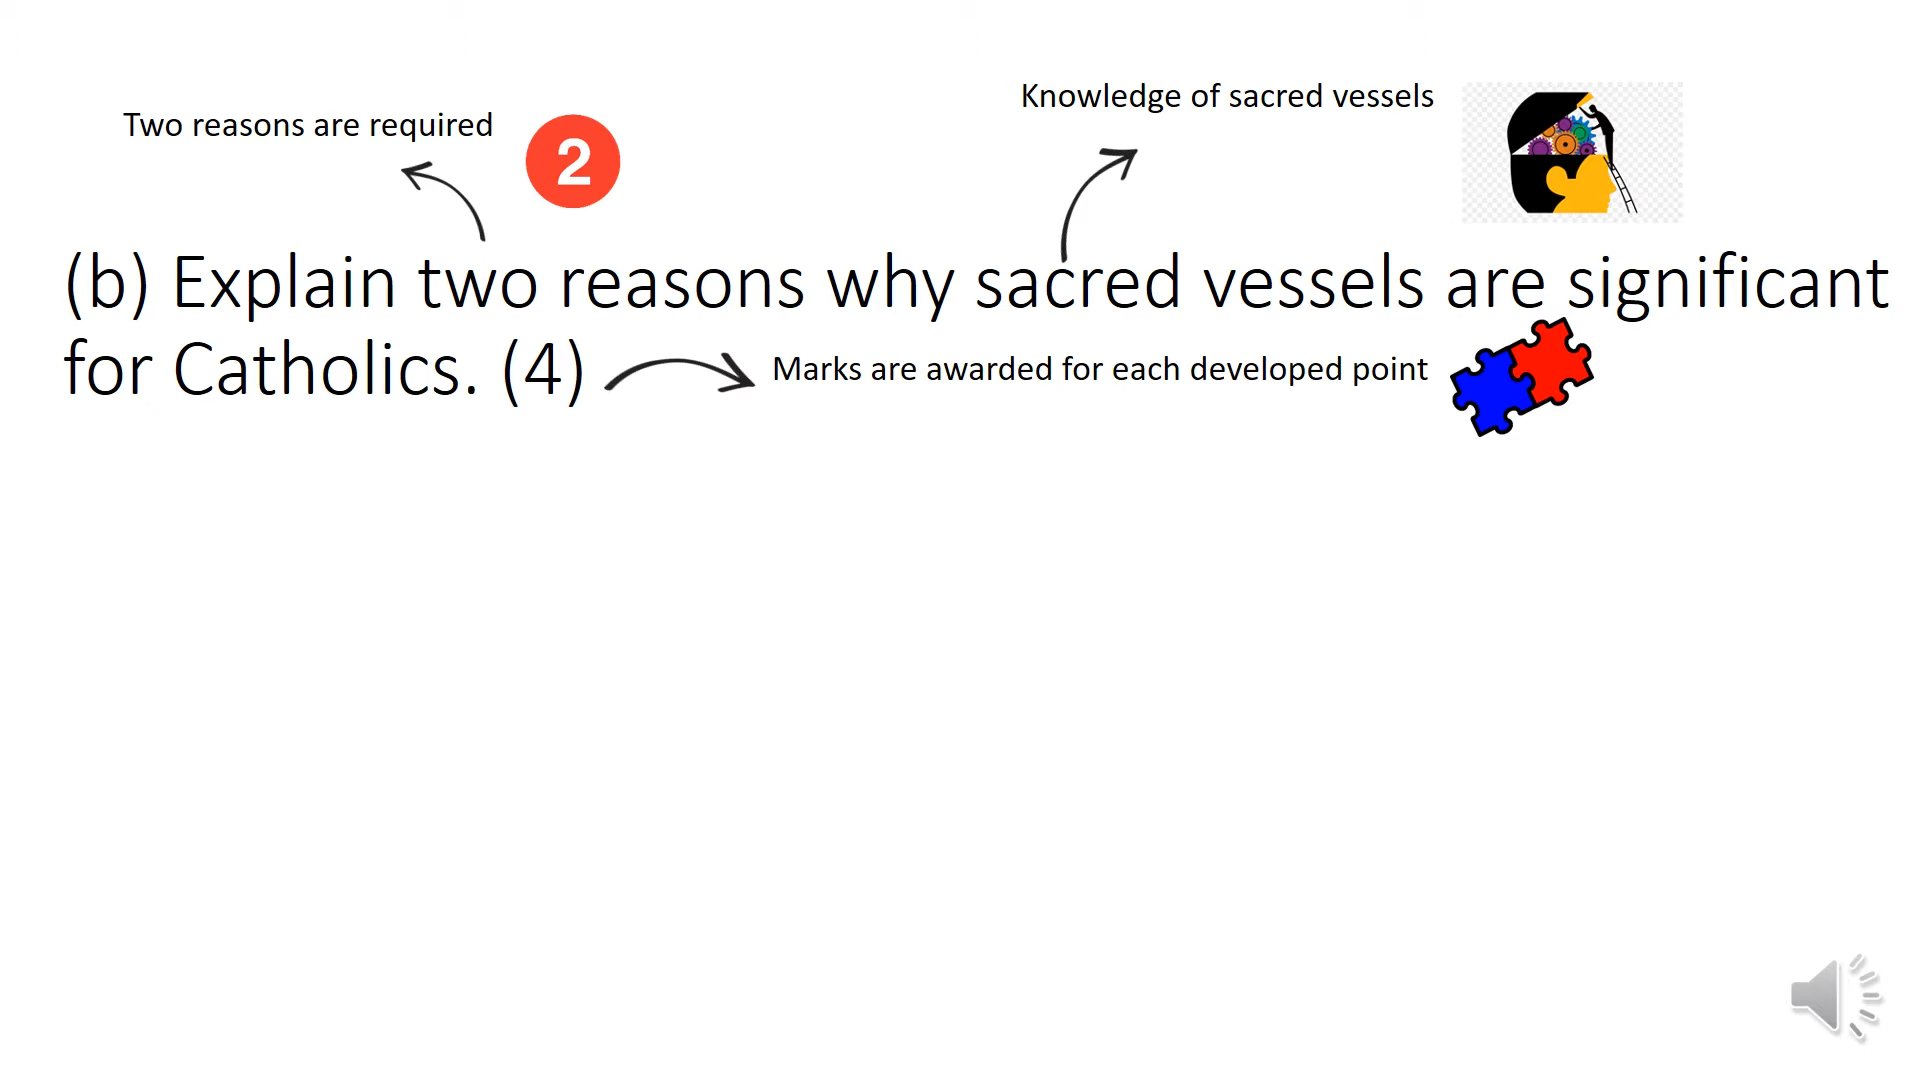 Knowledge of sacred vessels
Two reasons are required
2
(b) Explain two reasons why sacred vessels are significant
for Catholics. (4)
Marks are awarded for each developed point